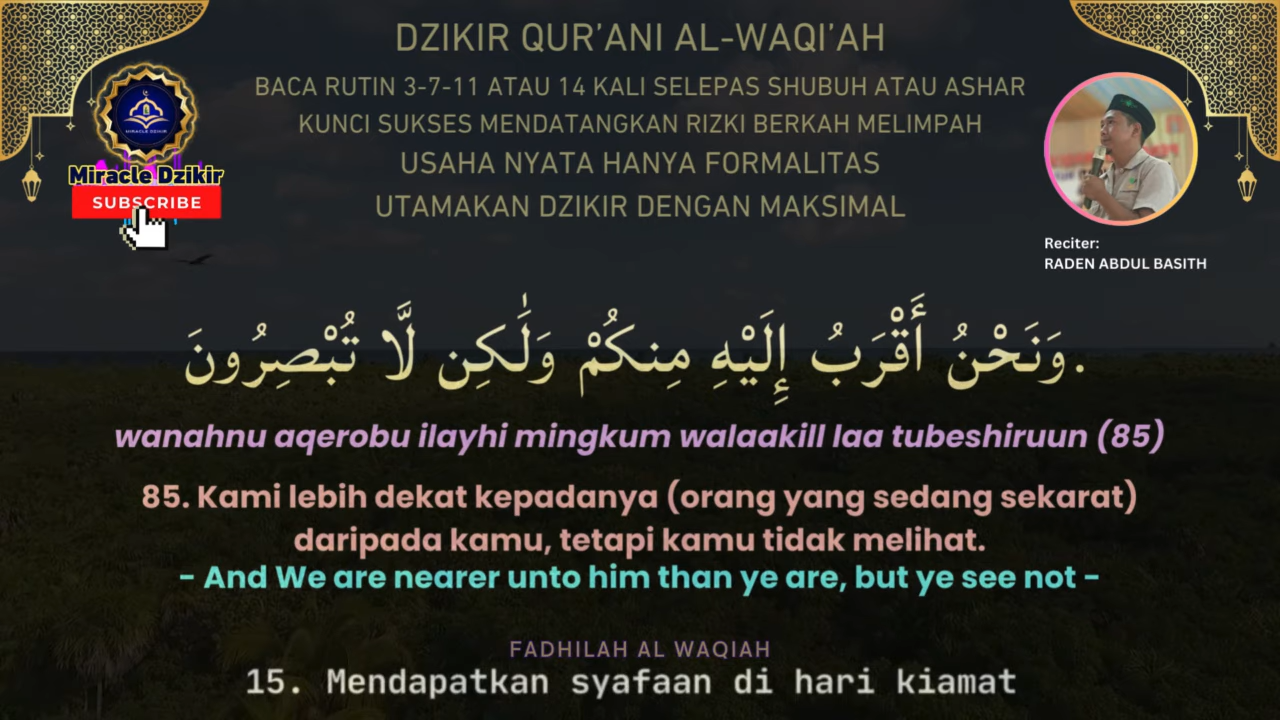 DZIKIR QUR'ANI AL-WAQI'AH
BACA RUTIN 3-7-11 ATAU 14 KALI SELEPAS SHUBUH ATAU ASHAR
KUNCI SUKSES MENDATANGKAN RIZKI BERKAH MELIMPAH
USAHA NYATA HANYA FORMALITAS
UTAMAKAN DZIKIR DENGAN MAKSIMAL
MIRACLE DZIKIR
Miracle Dzikir
SUBSCRIBE
Reciter:
RADEN ABDUL BASITH
وَنَحْنُ أَقْرَبُ إِلَيْهِ مِنكُمْ وَلَٰكِن لَّا تُبْصِرُونَ.
wanahnu aqerobu ilayhi mingkum walaakill laa tubeshiruun (85)
85. Kami lebih dekat kepadanya (orang yang sedang sekarat)
daripada kamu, tetapi kamu tidak melihat.
- And We are nearer unto him than ye are, but ye see not -
FADHILAH AL WAQIAH
15. Mendapatkan syafaan di hari kiamat